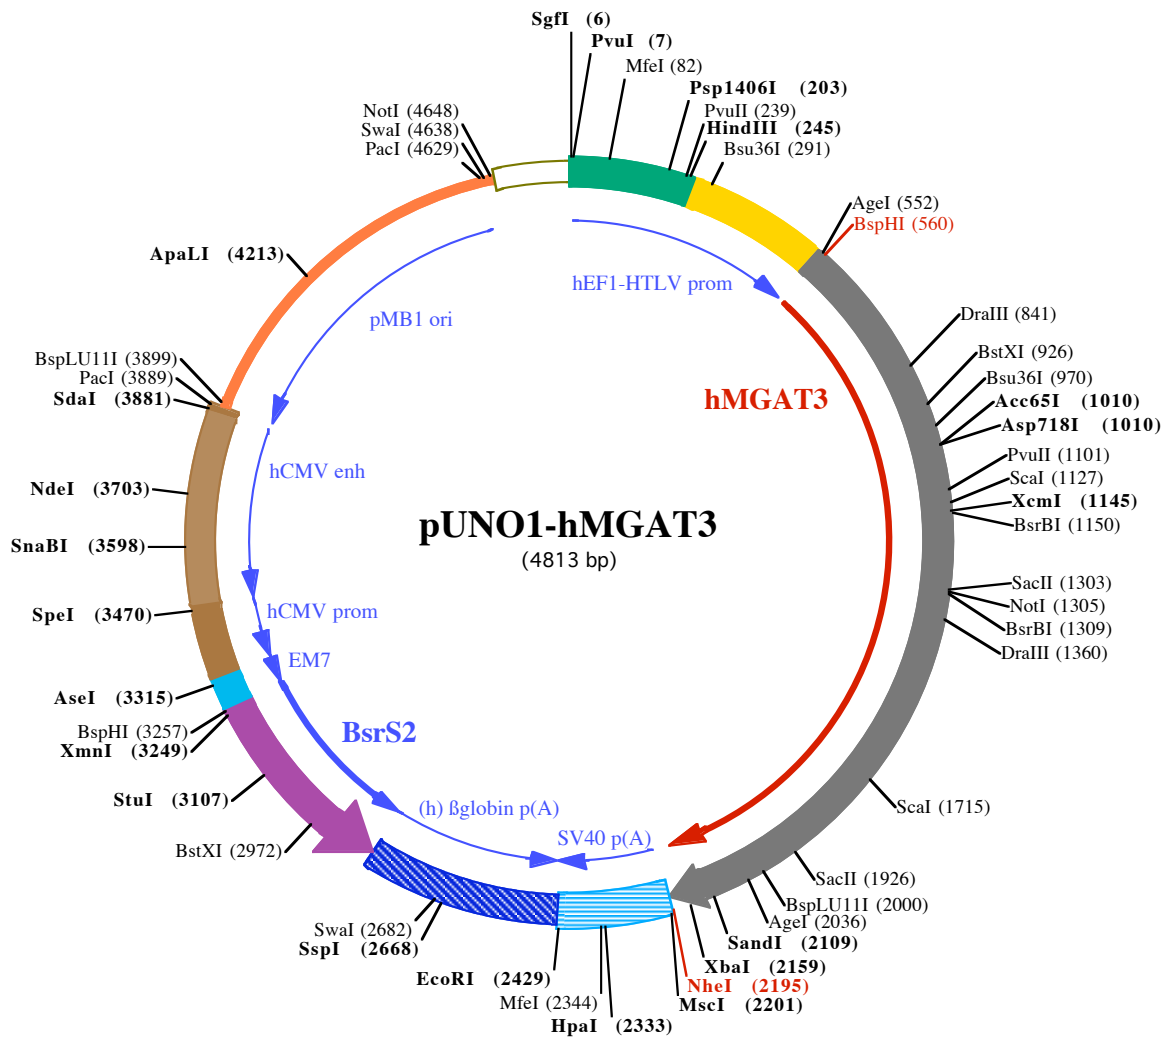 SgfI (6)
PvuI (7)
MfeI (82)
Psp1406I (203)
PvuII (239)
HindIII (245)
Bsu36I (291)
NotI (4648)
SwaI (4638)
PacI (4629)
AgeI (552)
BspHI (560)
ApaLI (4213)
hEF1-HTLV prom
pMB1 ori
DraIII (841)
BstXI (926)
Bsu36I (970)
Acc65I (1010)
Asp718I (1010)
BspLU11I (3899)
PacI (3889)
SdaI (3881)
hMGAT3
PvuII (1101)
ScaI (1127)
XcmI (1145)
BsrBI (1150)
hCMV enh
NdeI (3703)
SnaBI (3598)
pUNO1-hMGAT3
(4813 bp)
SacII (1303)
NotI (1305)
BsrBI (1309)
DraIII (1360)
SpeI (3470)
hCMV prom
EM7
AseI (3315)
BspHI (3257)
XmnI (3249)
BsrS2
StuI (3107)
(h) ßglobin p(A)
SV40 p(A)
ScaI (1715)
BstXI (2972)
SacII (1926)
BspLU11I (2000)
AgeI (2036)
SandI (2109)
XbaI (2159)
NheI (2195)
MscI (2201)
SwaI (2682)
SspI (2668)
EcoRI (2429)
MfeI (2344)
HpaI (2333)